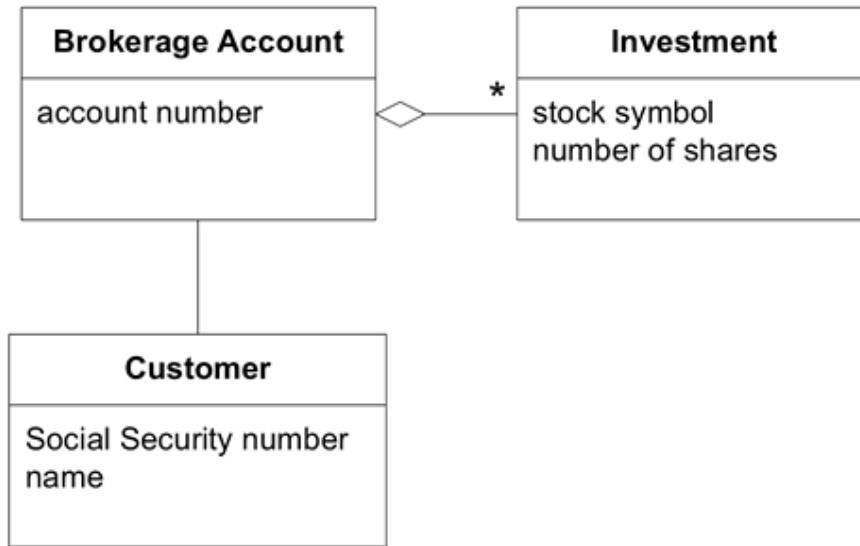 Brokerage Account
account number
*
Investment
stock symbol
number of shares
Customer
Social Security number
name